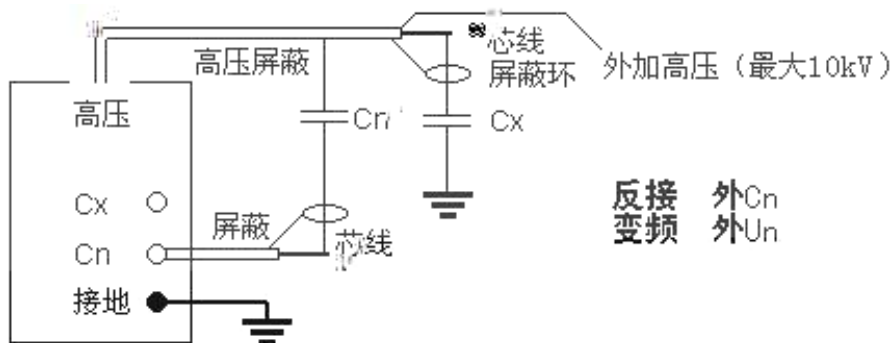 芯线
高压屏蔽
屏蔽环
外加高压（最大10kV）
高压
Cn
Cx
Cx
反接 外Cn
屏蔽
变频 外Un
Cn
芯线
接地